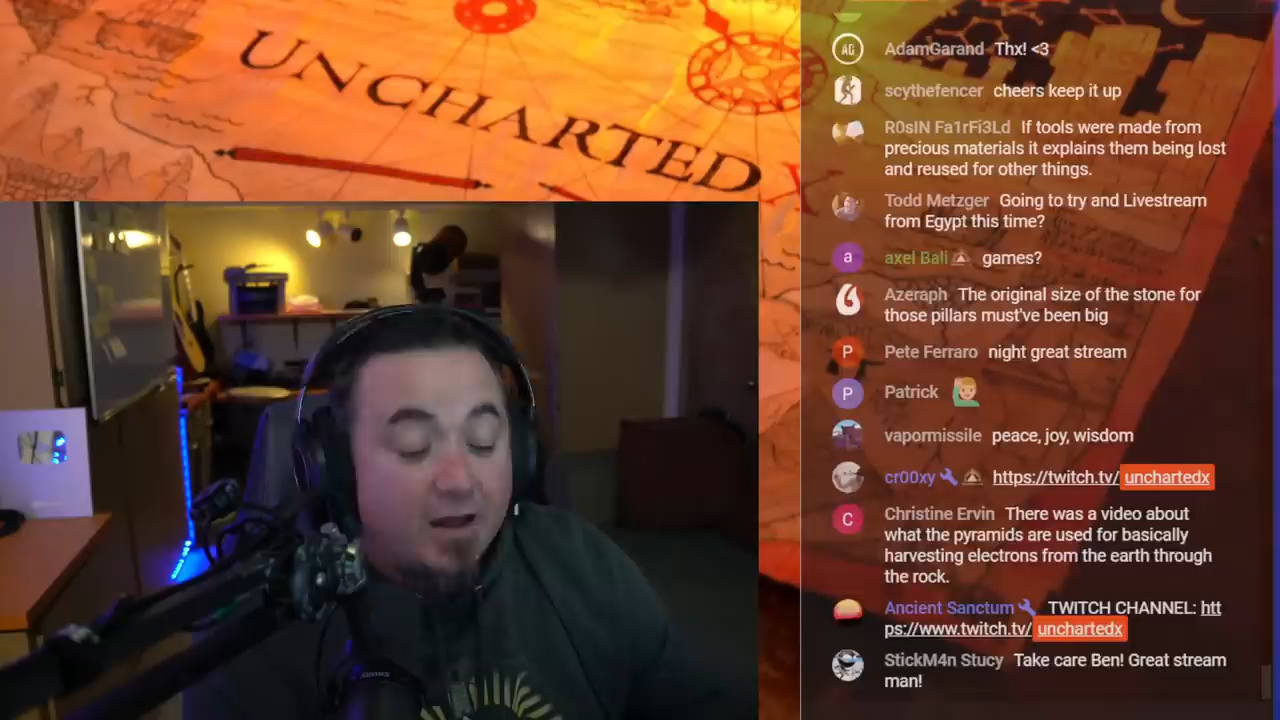 UNCHARTED X
AG
AdamGarand Thx! <3
scythefencer cheers keep it up
R0sIN Fa1rFi3Ld If tools were made from
precious materials it explains them being lost
and reused for other things.
Todd Metzger Going to try and Livestream
from Egypt this time?
a
axel Bali games?
Azeraph The original size of the stone for
those pillars must've been big
P
Pete Ferraro night great stream
P
Patrick
vapormissile peace, joy, wisdom
cr00xy https://twitch.tv/unchartedx
C
Christine Ervin There was a video about
what the pyramids are used for basically
harvesting electrons from the earth through
the rock.
Ancient Sanctum TWITCH CHANNEL: htt
ps://www.twitch.tv/unchartedx
StickM4n Stucy Take care Ben! Great stream
man!